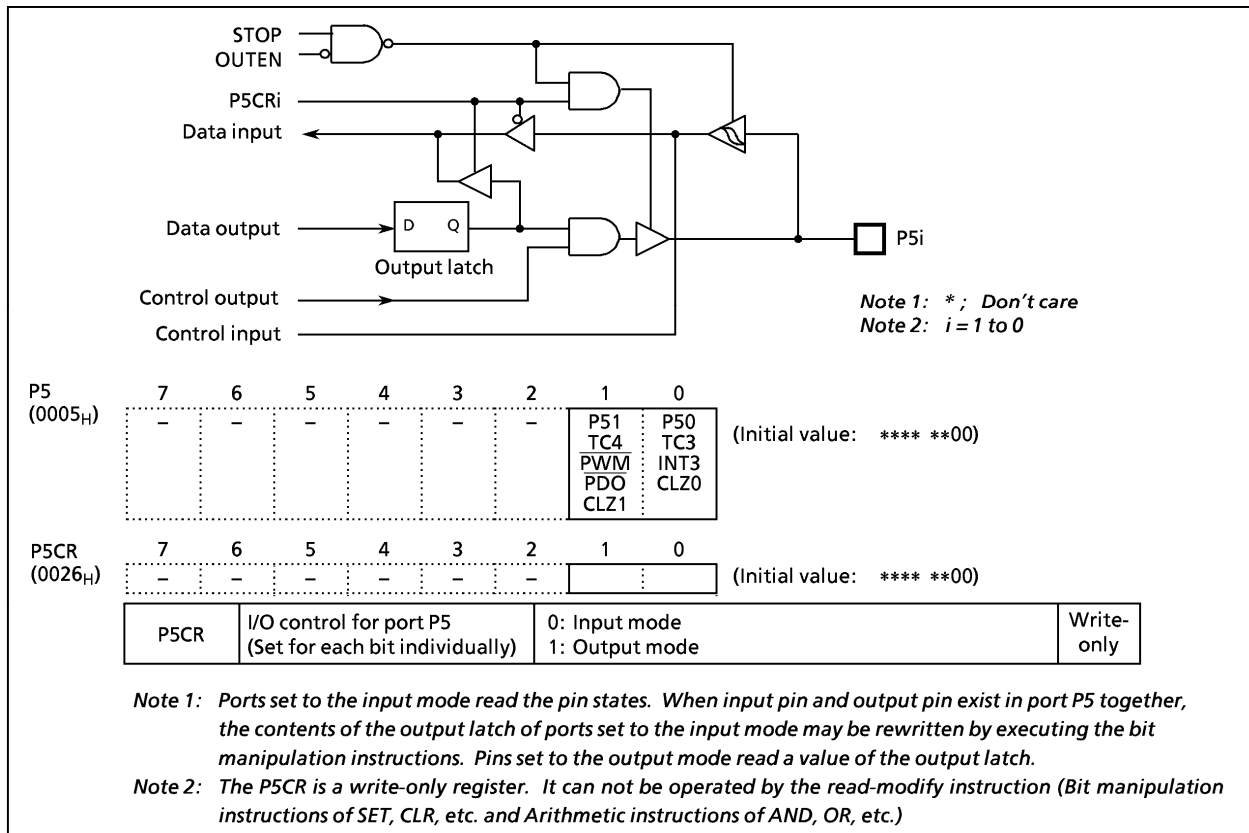 STOP
OUTEN
P5CRi
Data input
Data output
D Q
Output latch
P5i
Control output
Control input
Note 1: * ; Don't care
Note 2: i = 1 to 0
P5
(0005H)
7 6 5 4 3 2 1 0
– – – – – – P51 P50
TC4 TC3
PWM INT3
PDO CLZ0
CLZ1
(Initial value: **** **00)
P5CR
(0026H)
7 6 5 4 3 2 1 0
– – – – – –
(Initial value: **** **00)
P5CR
I/O control for port P5
(Set for each bit individually)
0: Input mode
1: Output mode
Write-
only
Note 1: Ports set to the input mode read the pin states. When input pin and output pin exist in port P5 together,
the contents of the output latch of ports set to the input mode may be rewritten by executing the bit
manipulation instructions. Pins set to the output mode read a value of the output latch.
Note 2: The P5CR is a write-only register. It can not be operated by the read-modify instruction (Bit manipulation
instructions of SET, CLR, etc. and Arithmetic instructions of AND, OR, etc.)